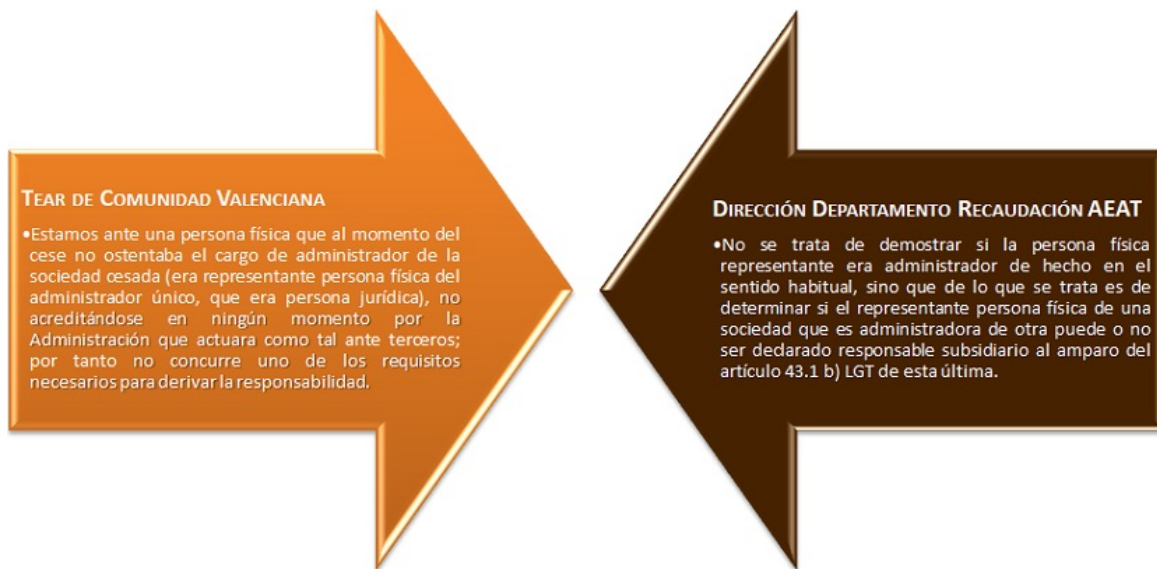 TEAR DE COMUNIDAD VALENCIANA
•Estamos ante una persona física que al momento del
cese no ostentaba el cargo de administrador de la
sociedad cesada (era representante persona física del
administrador único, que era persona jurídica), no
acreditándose en ningún momento por la
Administración que actuara como tal ante terceros;
por tanto no concurre uno de los requisitos
necesarios para derivar la responsabilidad.
DIRECCIÓN DEPARTAMENTO RECAUDACIÓN AEAT
•No se trata de demostrar si la persona física
representante era administrador de hecho en el
sentido habitual, sino que de lo que se trata es de
determinar si el representante persona física de una
sociedad que es administradora de otra puede o no
ser declarado responsable subsidiario al amparo del
artículo 43.1 b) LGT de esta última.